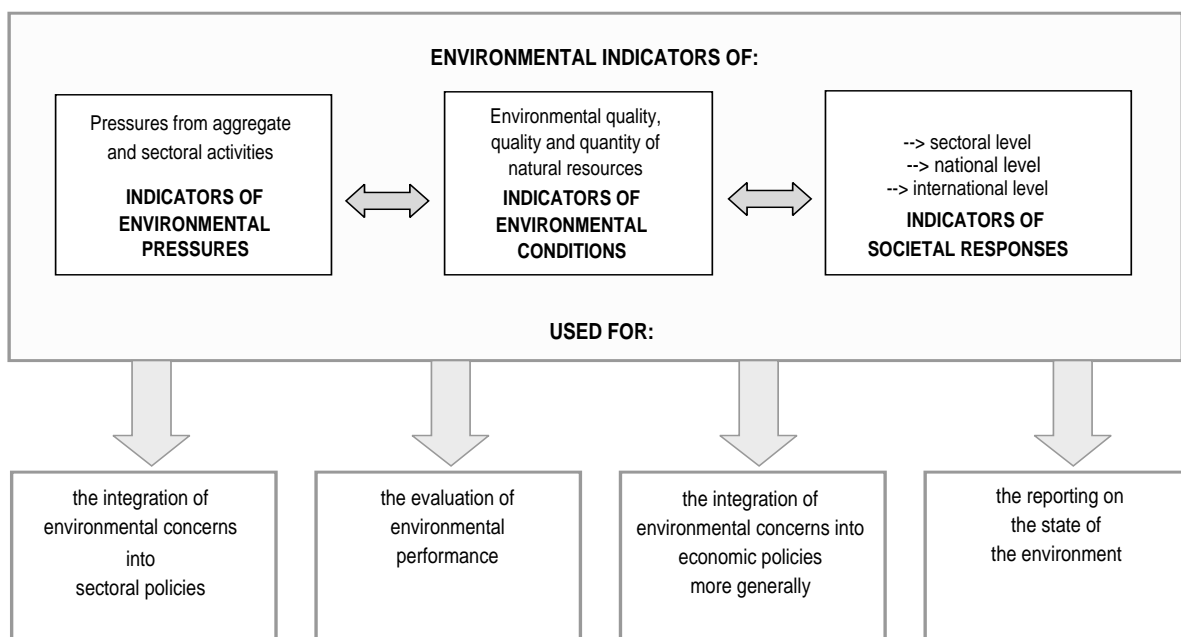 ENVIRONMENTAL INDICATORS OF:
Pressures from aggregate
and sectoral activities
INDICATORS OF
ENVIRONMENTAL
PRESSURES
Environmental quality,
quality and quantity of
natural resources
INDICATORS OF
ENVIRONMENTAL
CONDITIONS
--> sectoral level
--> national level
--> international level
INDICATORS OF
SOCIETAL RESPONSES
USED FOR:
the integration of
environmental concerns
into
sectoral policies
the evaluation of
environmental
performance
the integration of
environmental concerns into
economic policies
more generally
the reporting on
the state of
the environment